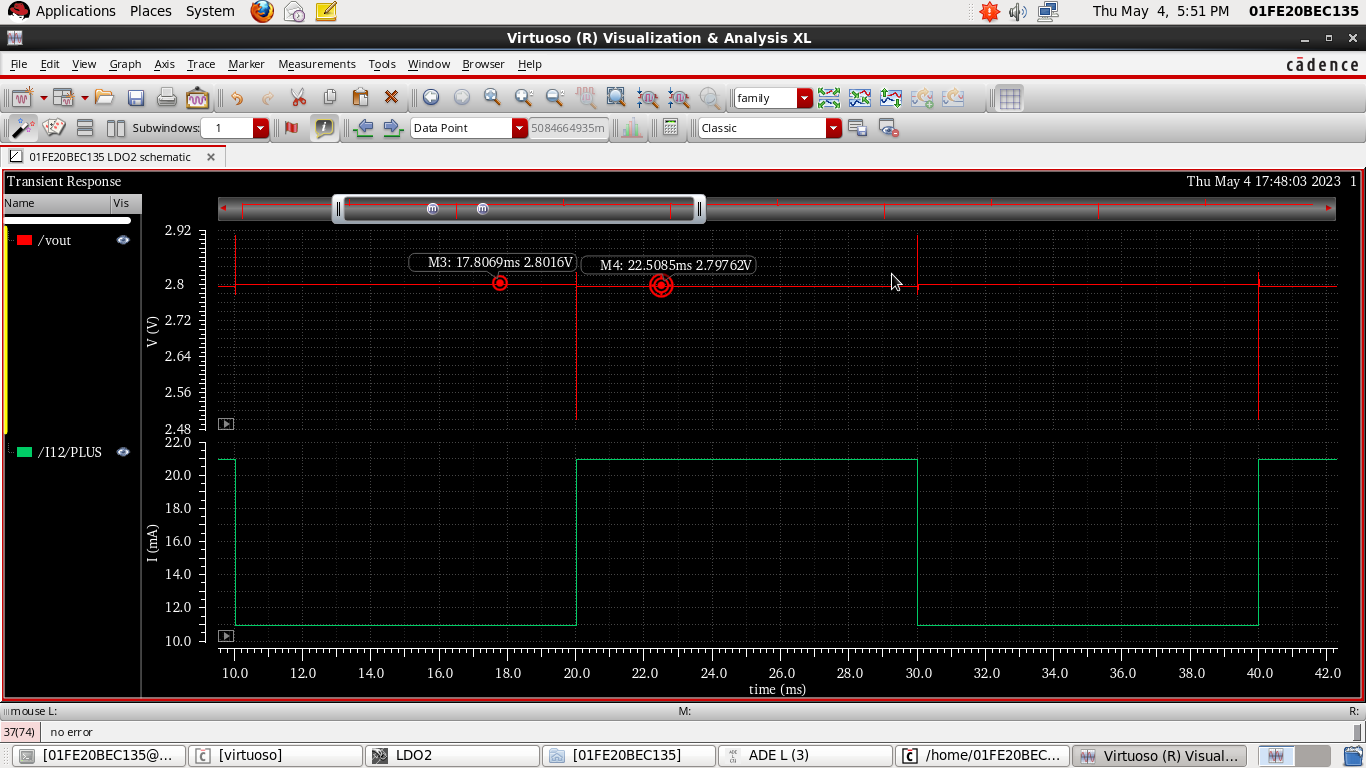 Applications Places System Thu May 4, 5:51 PM 01FE20BEC135
Virtuoso (R) Visualization & Analysis XL
File Edit View Graph Axis Trace Marker Measurements Tools Window Browser Help cādence
family
Subwindows: 1 Data Point 5084664935m Classic
01FE20BEC135 LDO2 schematic
Transient Response Thu May 4 17:48:03 2023 1
Name Vis
/vout
/I12/PLUS
m m
M3: 17.8069ms 2.8016V M4: 22.5085ms 2.79762V
V (V)
2.92
2.8
2.72
2.64
2.56
2.48
I (mA)
22.0
20.0
18.0
16.0
14.0
12.0
10.0
10.0 12.0 14.0 16.0 18.0 20.0 22.0 24.0 26.0 28.0 30.0 32.0 34.0 36.0 38.0 40.0 42.0
time (ms)
mouse L: M: R:
37(74) no error
[01FE20BEC135@... [virtuoso] LDO2 [01FE20BEC135] ADE L (3) /home/01FE20BEC... Virtuoso (R) Visual...